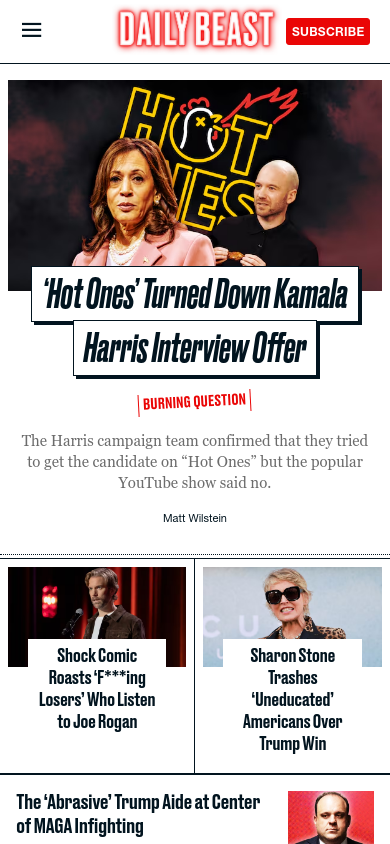 DAILY BEAST
SUBSCRIBE
HOT
ONES
‘Hot Ones’ Turned Down Kamala
Harris Interview Offer
BURNING QUESTION
The Harris campaign team confirmed that they tried
to get the candidate on “Hot Ones” but the popular
YouTube show said no.
Matt Wilstein
CU
Shock Comic
Roasts ‘F***ing
Losers’ Who Listen
to Joe Rogan
Sharon Stone
Trashes
‘Uneducated’
Americans Over
Trump Win
The ‘Abrasive’ Trump Aide at Center
of MAGA Infighting